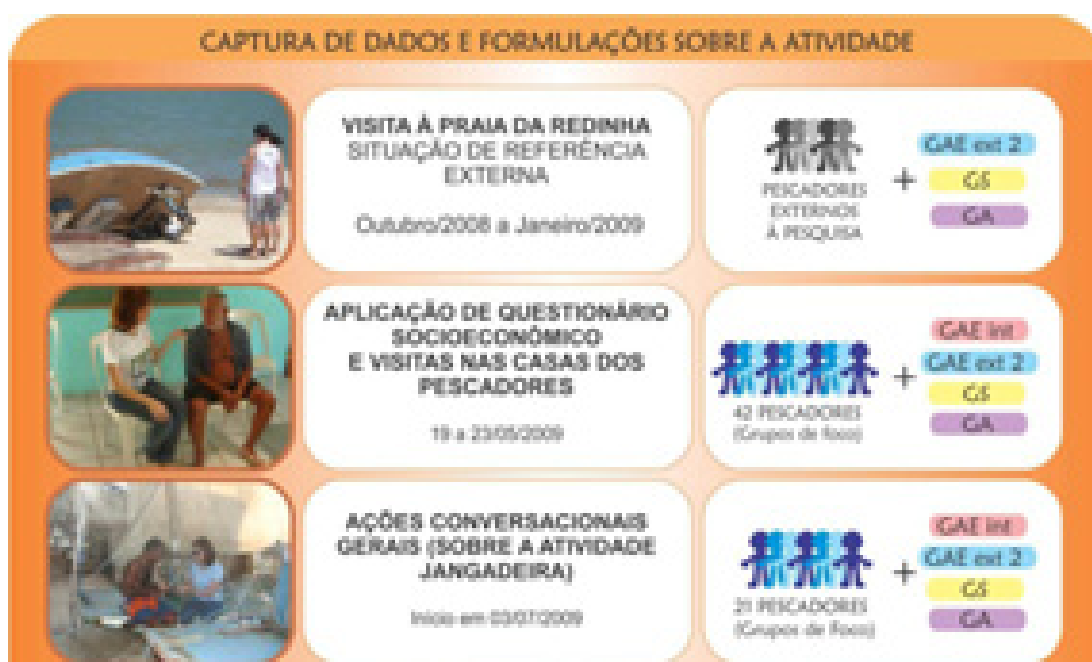 CAPTURA DE DADOS E FORMULAÇÕES SOBRE A ATIVIDADE
VISITA À PRAIA DA REDINHA
SITUAÇÃO DE REFERÊNCIA
EXTERNA
Outubro/2008 a Janeiro/2009
PESCADORES
EXTERNOS
À PESQUISA
+
GAE ext 2
GS
GA
APLICAÇÃO DE QUESTIONÁRIO
SOCIOECONÔMICO
E VISITAS NAS CASAS DOS
PESCADORES
19 a 23/05/2009
42 PESCADORES
(Grupos de foco)
+
GAE int
GAE ext 2
GS
GA
AÇÕES CONVERSACIONAIS
GERAIS (SOBRE A ATIVIDADE
JANGADEIRA)
Início em 03/07/2009
21 PESCADORES
(Grupos de Foco)
+
GAE int
GAE ext 2
GS
GA